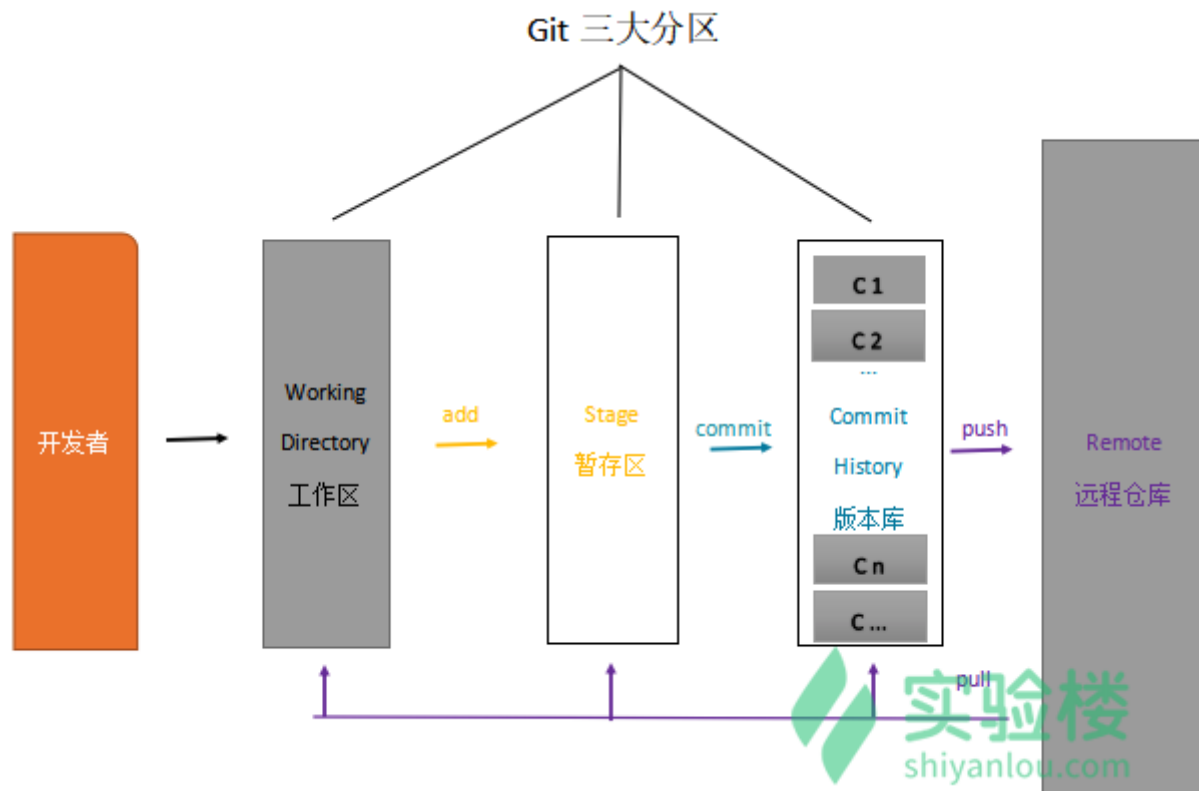 Git 三大分区
开发者
Working
Directory
工作区
add
Stage
暂存区
commit
C 1
C 2
...
Commit
History
版本库
C n
C ...
push
Remote
远程仓库
pull
实验楼
shiyanlou.com